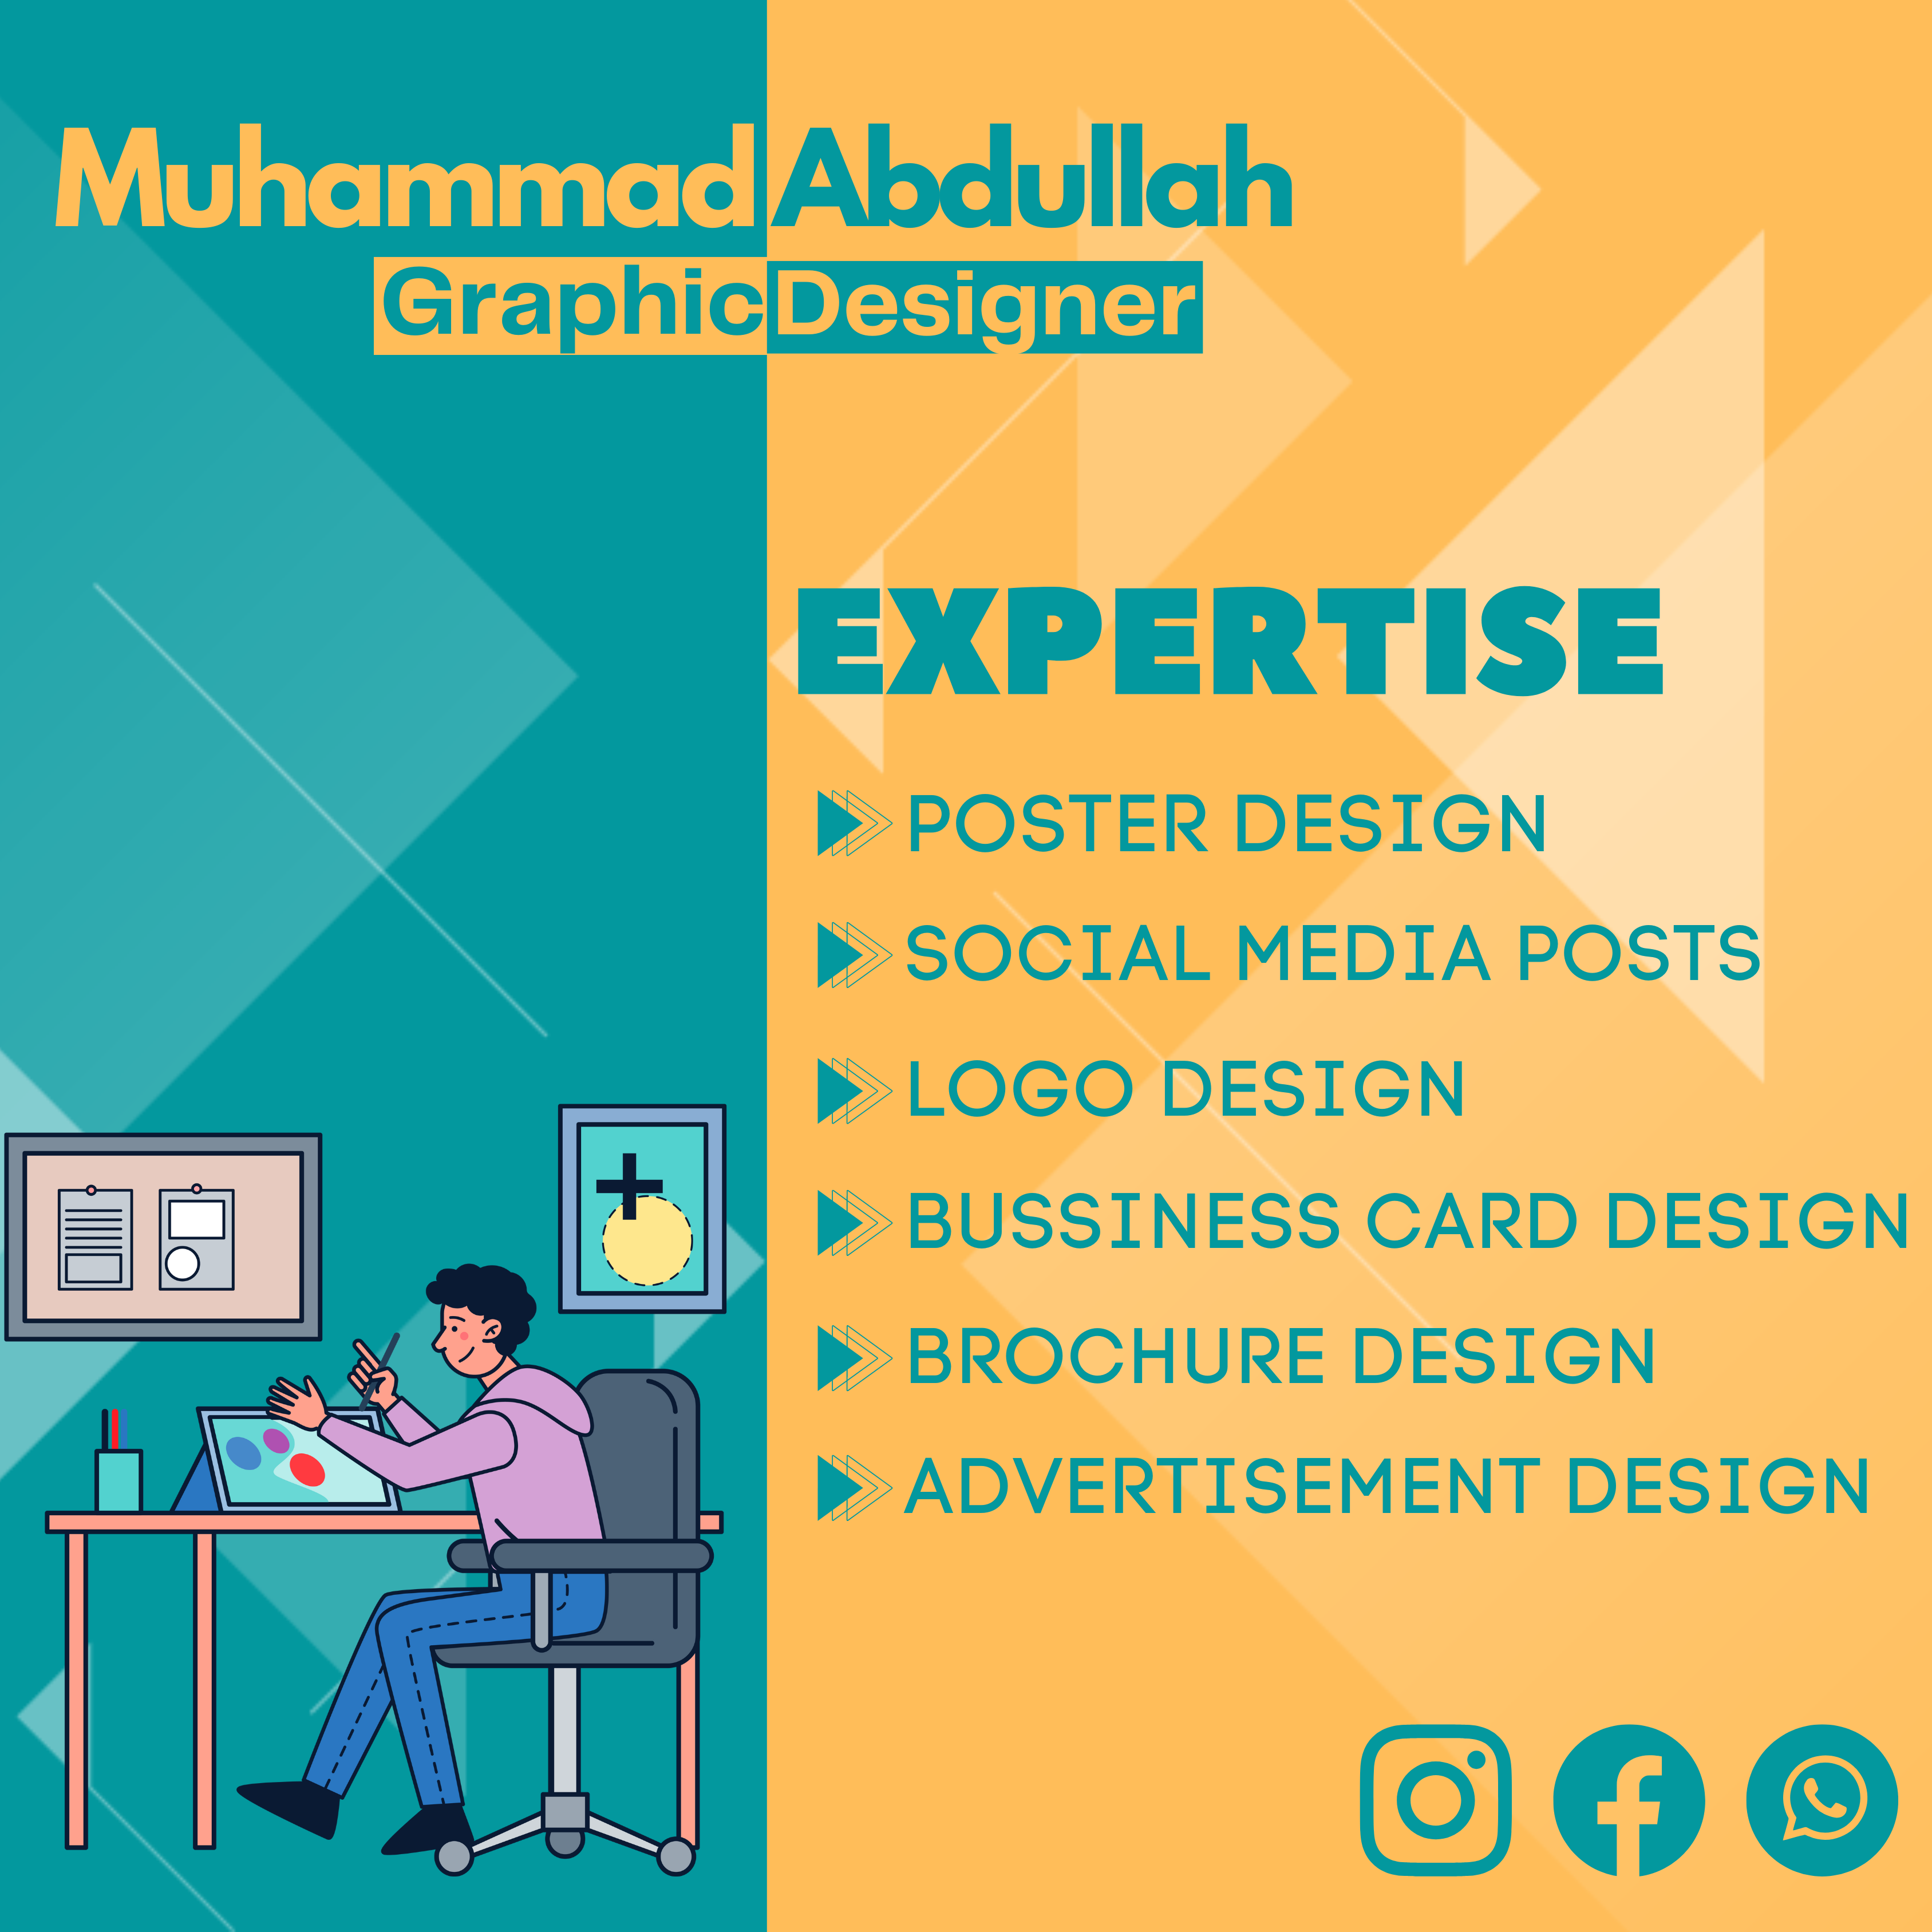 Muhammad Abdullah
Graphic Designer
EXPERTISE
POSTER DESIGN
SOCIAL MEDIA POSTS
LOGO DESIGN
BUSSINESS CARD DESIGN
BROCHURE DESIGN
ADVERTISEMENT DESIGN